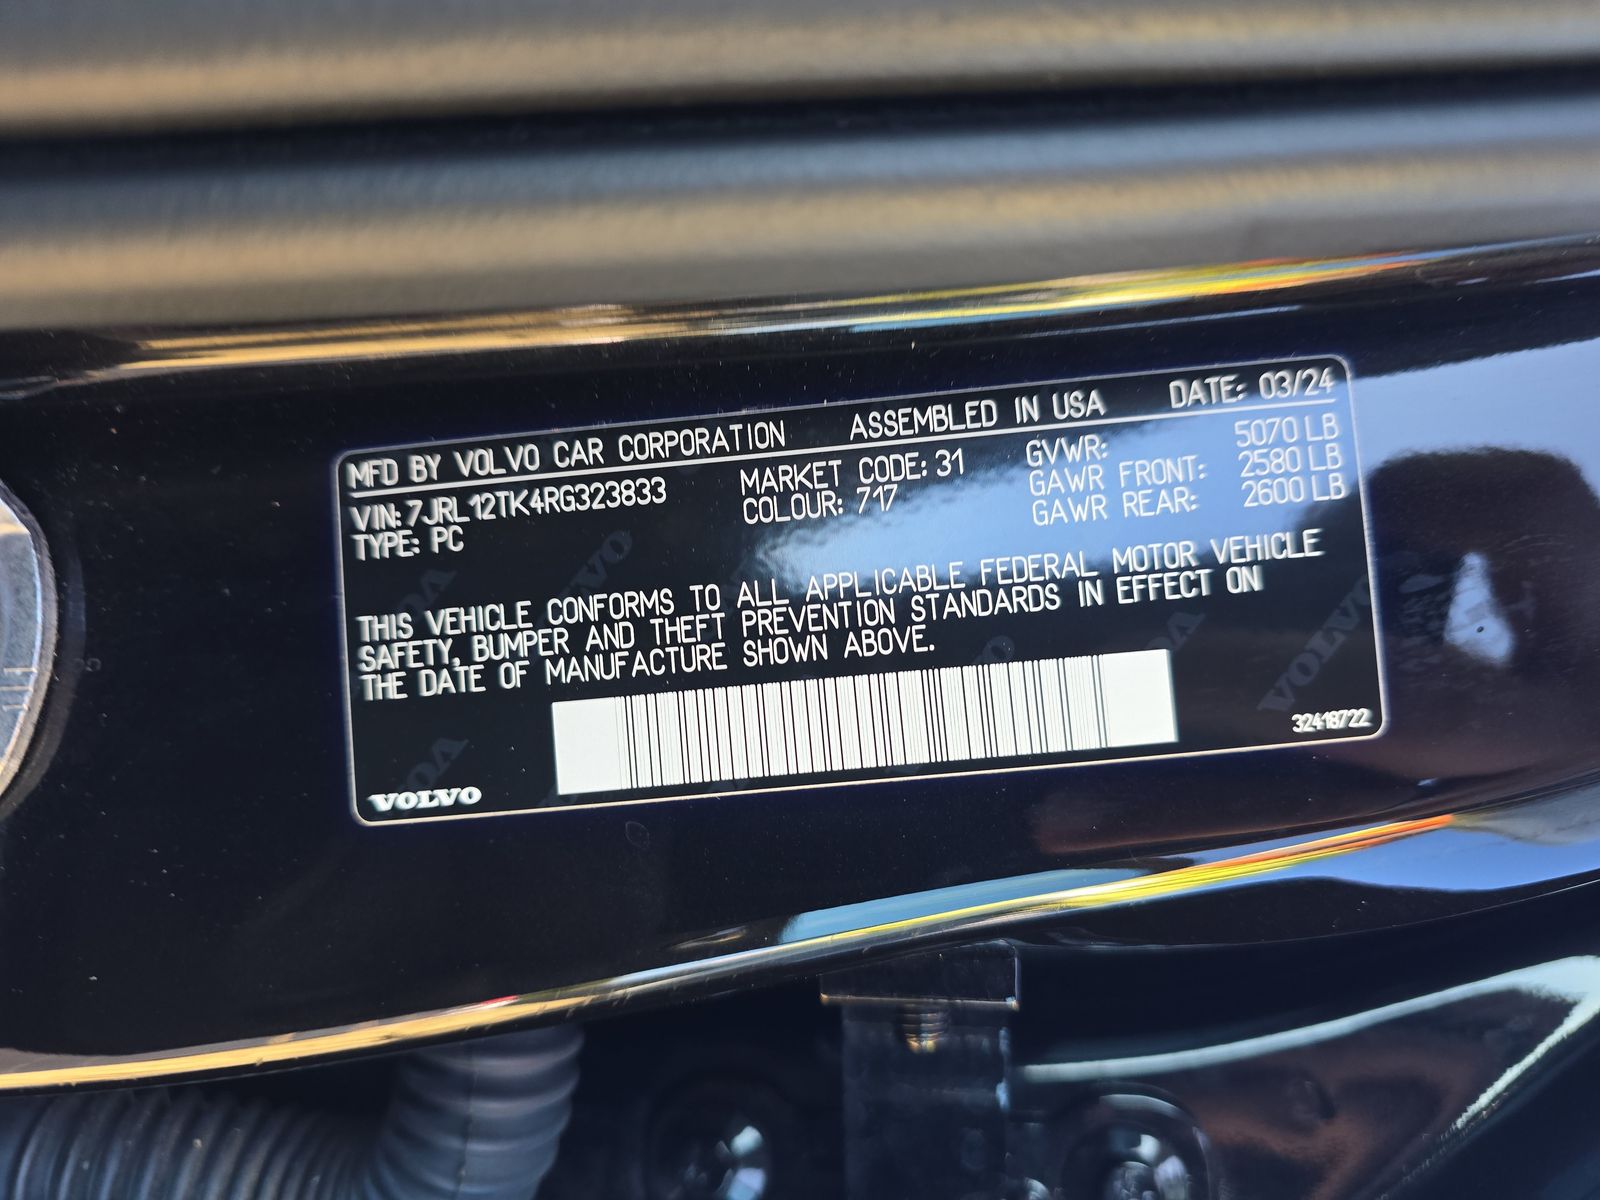 MFD BY VOLVO CAR CORPORATION ASSEMBLED IN USA DATE: 03/24
VIN: 7JRL12TK4RG323833 MARKET CODE: 31 GVWR: 5070 LB
TYPE: PC COLOUR: 717 GAWR FRONT: 2580 LB
GAWR REAR: 2600 LB
THIS VEHICLE CONFORMS TO ALL APPLICABLE FEDERAL MOTOR VEHICLE
SAFETY, BUMPER AND THEFT PREVENTION STANDARDS IN EFFECT ON
THE DATE OF MANUFACTURE SHOWN ABOVE.
32418722
VOLVO